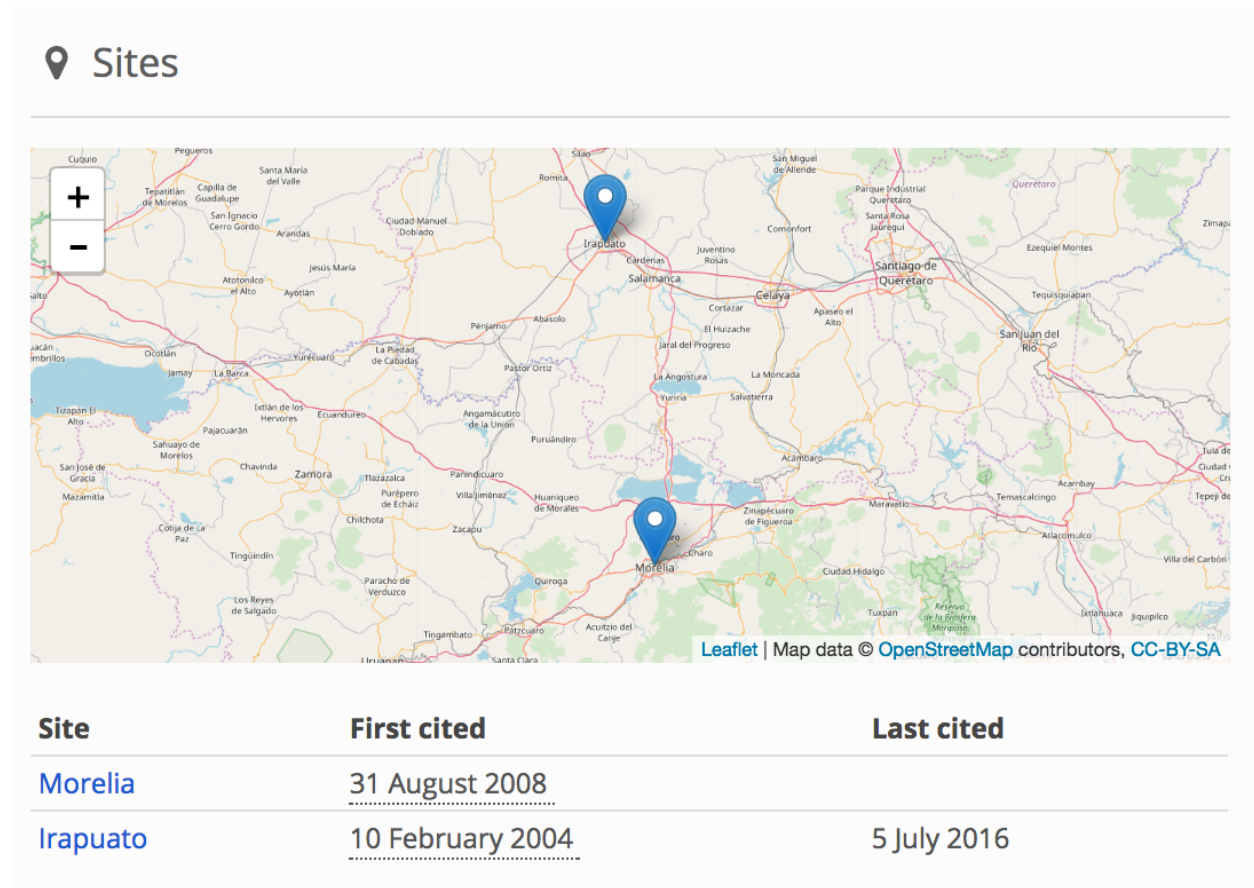 Sites
+
−
Cuquio
Pegueros
Santa María
del Valle
Silao
Romita
San Miguel
de Allende
Querétaro
Tepatitlán
de Morelos
Capilla de
Guadalupe
San Ignacio
Cerro Gordo
Arandas
Ciudad Manuel
Doblado
Parque Industrial
Queretaro
Santa Rosa
Jauregui
Comonfort
Irapuato
Juventino
Rosas
Ezequiel Montes
Cárdenas
Salamanca
Santiago de
Querétaro
Jesús María
Atotonilco
el Alto
Ayotlán
Celaya
Tequisquiapan
Cortazar
Apaseo el
Alto
Pénjamo
Abasolo
El Huizache
San Juan del
Río
Jaral del Progreso
Ocotlán
Yurécuaro
La Piedad
de Cabadas
Pastor Ortiz
Jamay
La Barca
La Angostura
La Moncada
Yuriria
Salvatierra
Tizapán El
Alto
Ixtlán de los
Hervores
Ecuandureo
Angamácutiro
de la Unión
Pajacuarán
Puruándiro
Sahuayo de
Morelos
Acámbaro
San José de
Gracia
Chavinda
Zamora
Tlazazalca
Panindícuaro
Acambay
Mazamitla
Purépero
de Echáiz
Villa Jiménez
Huaniqueo
de Morales
Zinapécuaro
de Figueroa
Maravatío
Temascalcingo
Chilchota
Zacapu
Cotija de La
Paz
Atlacomulco
Tingüindín
Charo
Morelia
Villa del Carbón
Ciudad Hidalgo
Paracho de
Verduzco
Quiroga
Los Reyes
de Salgado
Tuxpan
Reserva
de la Biosfera
Mariposa
Ixtlahuaca
Jiquipilco
Tingambato
Pátzcuaro
Acuitzio del
Canje
Uruapan
Santa Clara
Leaflet | Map data © OpenStreetMap contributors, CC-BY-SA
Site First cited Last cited
Morelia 31 August 2008
Irapuato 10 February 2004 5 July 2016